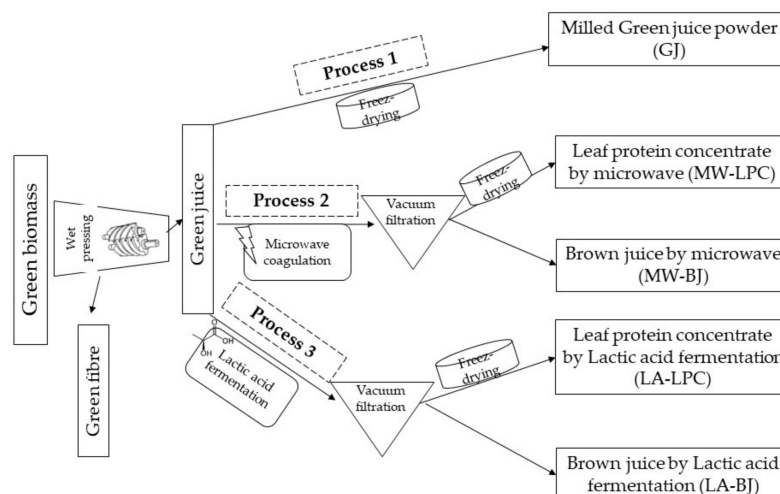 Green biomass
Wet
pressing
Green fibre
Green juice
Process 1
Freez-
drying
Milled Green juice powder
(GJ)
Process 2
Microwave
coagulation
Vacuum
filtration
Freez-
drying
Leaf protein concentrate
by microwave (MW-LPC)
Brown juice by microwave
(MW-BJ)
Process 3
O
OH
OH
Lactic acid
fermentation
Vacuum
filtration
Freez-
drying
Leaf protein concentrate
by Lactic acid fermentation
(LA-LPC)
Brown juice by Lactic acid
fermentation (LA-BJ)